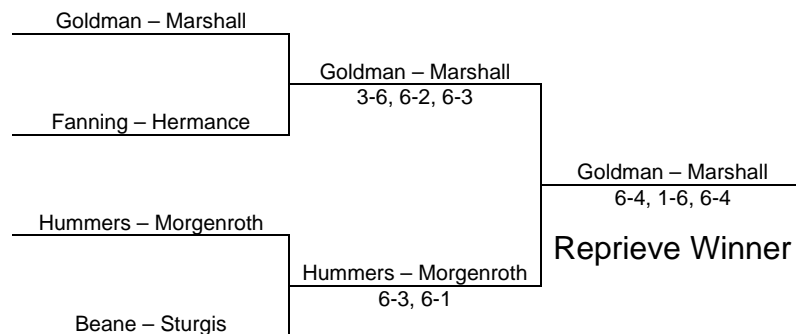 Goldman – Marshall
Goldman – Marshall
3-6, 6-2, 6-3
Fanning – Hermance
Goldman – Marshall
6-4, 1-6, 6-4
Hummers – Morgenroth
Reprieve Winner
Hummers – Morgenroth
6-3, 6-1
Beane – Sturgis